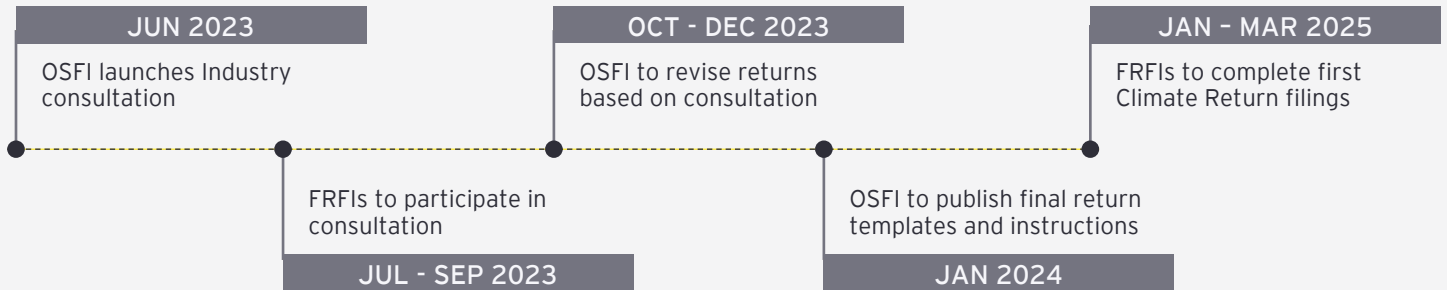 JUN 2023
OSFI launches Industry
consultation
FRFIs to participate in
consultation
JUL - SEP 2023
OCT - DEC 2023
OSFI to revise returns
based on consultation
OSFI to publish final return
templates and instructions
JAN 2024
JAN – MAR 2025
FRFIs to complete first
Climate Return filings